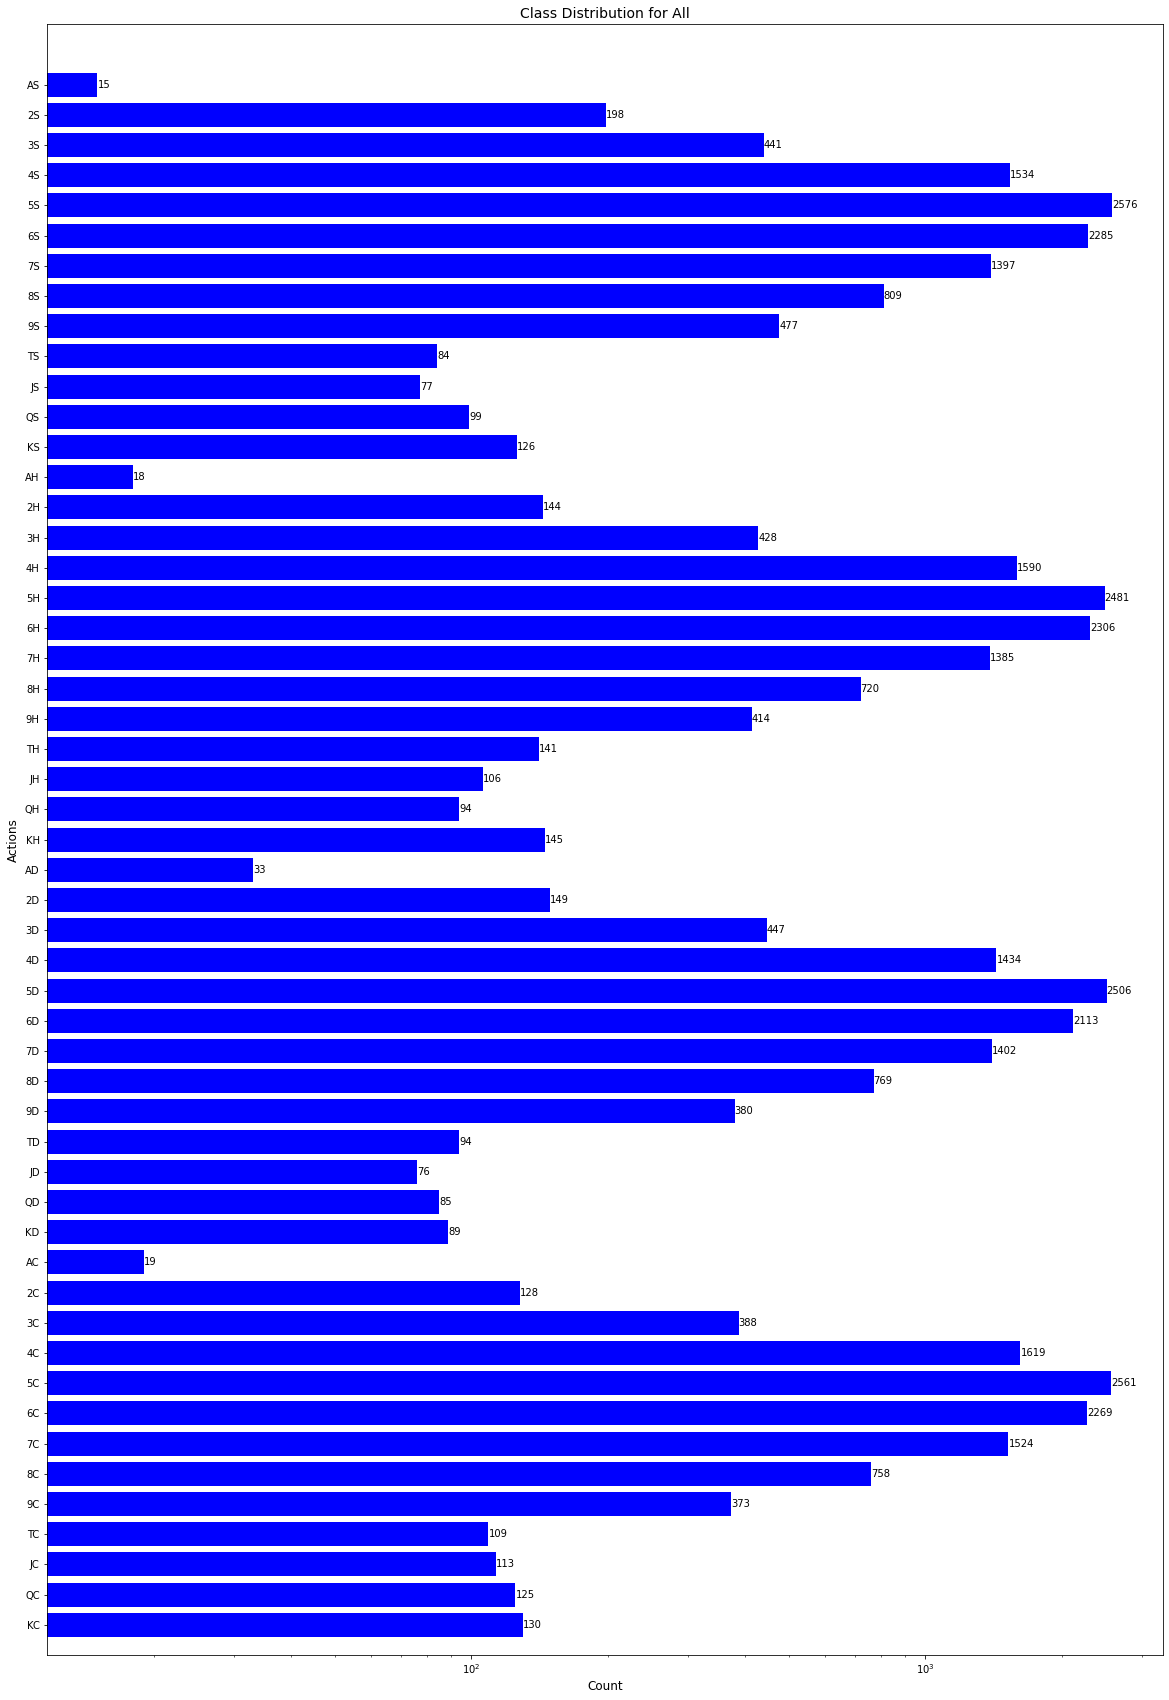 Class Distribution for All
AS 15
2S 198
3S 441
4S 1534
5S 2576
6S 2285
7S 1397
8S 809
9S 477
TS 84
JS 77
QS 99
KS 126
AH 18
2H 144
3H 428
4H 1590
5H 2481
6H 2306
7H 1385
8H 720
9H 414
TH 141
JH 106
QH 94
KH 145
AD 33
2D 149
3D 447
4D 1434
5D 2506
6D 2113
7D 1402
8D 769
9D 380
TD 94
JD 76
QD 85
KD 89
AC 19
2C 128
3C 388
4C 1619
5C 2561
6C 2269
7C 1524
8C 758
9C 373
TC 109
JC 113
QC 125
KC 130
Actions
10² 10³
Count